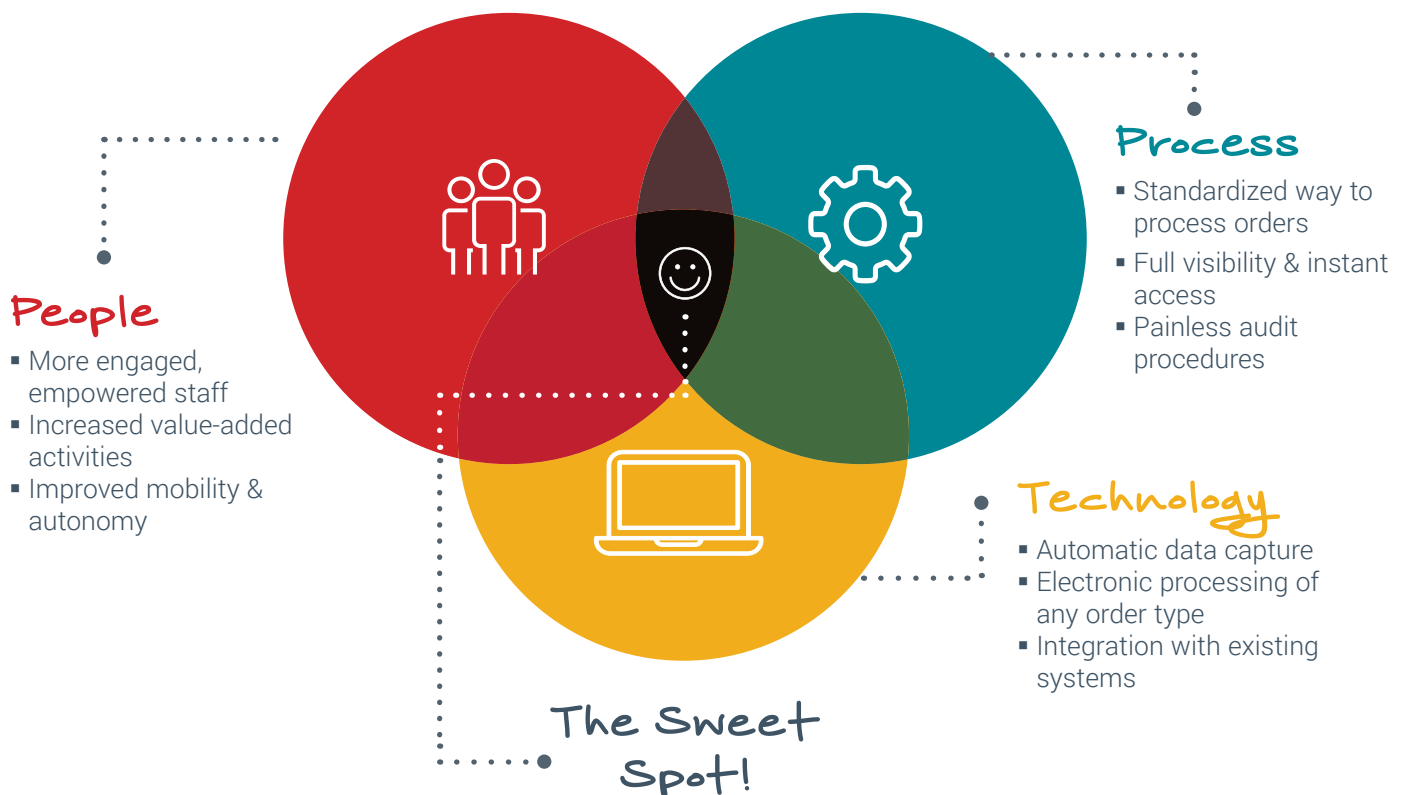 People
More engaged,
empowered staff
Increased value-added
activities
Improved mobility &
autonomy
Process
Standardized way to
process orders
Full visibility & instant
access
Painless audit
procedures
Technology
Automatic data capture
Electronic processing of
any order type
Integration with existing
systems
The Sweet
Spot!